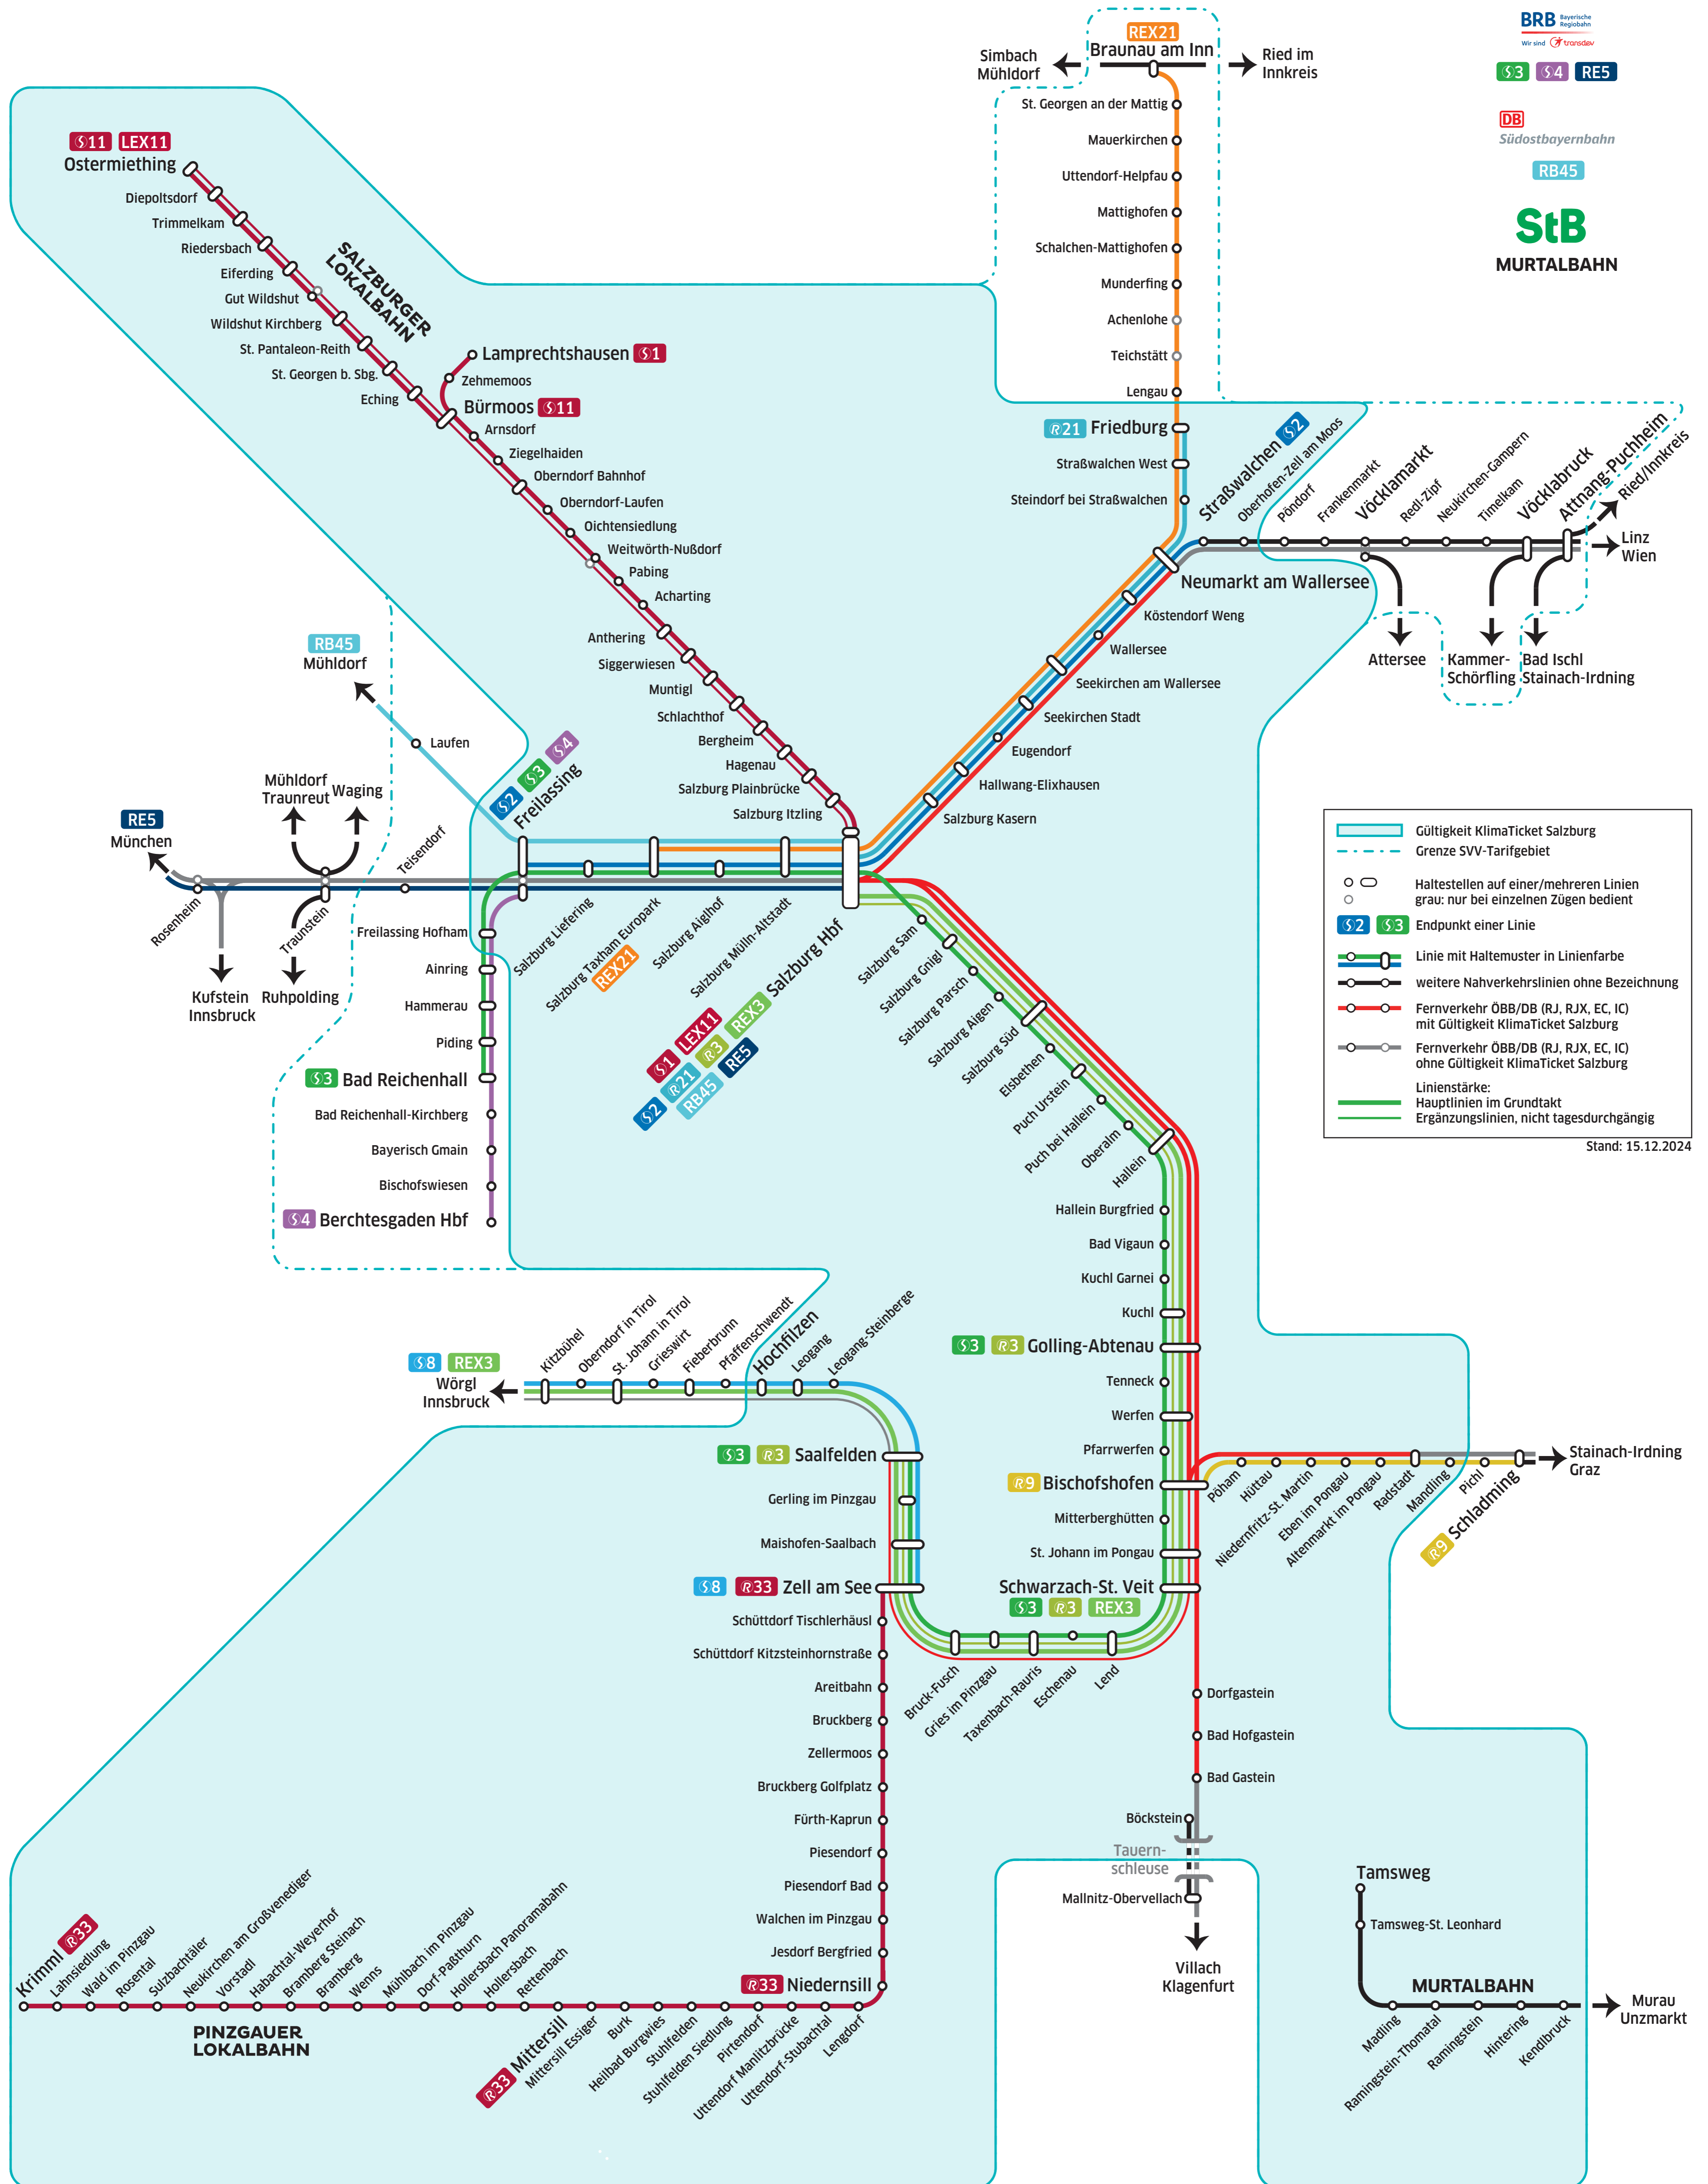 BRB Bayerische
Regiobahn
Wir sind transdev
S3 S4 RE5
DB
Südostbayernbahn
RB45
StB
MURTALBAHN
REX21
Braunau am Inn
Simbach
Mühldorf
Ried im
Innkreis
St. Georgen an der Mattig
Mauerkirchen
Uttendorf-Helpfau
Mattighofen
Schalchen-Mattighofen
Munderfing
Achenlohe
Teichstätt
Lengau
R21 Friedburg
Straßwalchen West
Steindorf bei Straßwalchen
S11 LEX11
Ostermiething
Diepoltsdorf
Trimmelkam
Riedersbach
Eiferding
Gut Wildshut
Wildshut Kirchberg
St. Pantaleon-Reith
St. Georgen b. Sbg.
Eching
SALZBURGER
LOKALBAHN
Lamprechtshausen S1
Zehmemoos
Bürmoos S11
Arnsdorf
Ziegelhaiden
Oberndorf Bahnhof
Oberndorf-Laufen
Oichtensiedlung
Weitwörth-Nußdorf
Pabing
Acharting
Anthering
Siggerwiesen
Muntigl
Schlachthof
Bergheim
Hagenau
Salzburg Plainbrücke
Salzburg Itzling
Straßwalchen S2
Oberhofen-Zell am Moos
Pöndorf
Frankenmarkt
Vöcklamarkt
Redl-Zipf
Neukirchen-Gampern
Timelkam
Vöcklabruck
Attnang-Puchheim
Ried/Innkreis
Linz
Wien
Attersee
Kammer-
Schörfling
Bad Ischl
Stainach-Irdning
Neumarkt am Wallersee
Köstendorf Weng
Wallersee
Seekirchen am Wallersee
Seekirchen Stadt
Eugendorf
Hallwang-Elixhausen
Salzburg Kasern
RB45
Mühldorf
Laufen
Mühldorf
Traunreut
Waging
RE5
München
Rosenheim
Kufstein
Innsbruck
Traunstein
Ruhpolding
Teisendorf
S2 S3 S4
Freilassing
Salzburg Liefering
Salzburg Taxham Europark
REX21
Salzburg Aiglhof
Salzburg Mülln-Altstadt
Salzburg Hbf
S1 LEX11
R3 REX3
S2 R21
RB45 RE5
Freilassing Hofham
Ainring
Hammerau
Piding
S3 Bad Reichenhall
Bad Reichenhall-Kirchberg
Bayerisch Gmain
Bischofswiesen
S4 Berchtesgaden Hbf
Salzburg Sam
Salzburg Gnigl
Salzburg Parsch
Salzburg Aigen
Salzburg Süd
Elsbethen
Puch Urstein
Puch bei Hallein
Oberalm
Hallein
Hallein Burgfried
Bad Vigaun
Kuchl Garnei
Kuchl
S3 R3 Golling-Abtenau
Tenneck
Werfen
Pfarrwerfen
R9 Bischofshofen
Mitterberghütten
St. Johann im Pongau
Schwarzach-St. Veit
S3 R3 REX3
Gültigkeit KlimaTicket Salzburg
Grenze SVV-Tarifgebiet
Haltestellen auf einer/mehreren Linien
grau: nur bei einzelnen Zügen bedient
S2 S3 Endpunkt einer Linie
Linie mit Haltemuster in Linienfarbe
weitere Nahverkehrslinien ohne Bezeichnung
Fernverkehr ÖBB/DB (RJ, RJX, EC, IC)
mit Gültigkeit KlimaTicket Salzburg
Fernverkehr ÖBB/DB (RJ, RJX, EC, IC)
ohne Gültigkeit KlimaTicket Salzburg
Linienstärke:
Hauptlinien im Grundtakt
Ergänzungslinien, nicht tagesdurchgängig
Stand: 15.12.2024
S8 REX3
Wörgl
Innsbruck
Kitzbühel
Oberndorf in Tirol
St. Johann in Tirol
Grieswirt
Fieberbrunn
Pfaffenschwendt
Hochfilzen
Leogang
Leogang-Steinberge
S3 R3 Saalfelden
Gerling im Pinzgau
Maishofen-Saalbach
S8 R33 Zell am See
Bruck-Fusch
Gries im Pinzgau
Taxenbach-Rauris
Eschenau
Lend
Pöham
Hüttau
Niedernfritz-St. Martin
Eben im Pongau
Altenmarkt im Pongau
Radstadt
Mandling
Pichl
R9 Schladming
Stainach-Irdning
Graz
Dorfgastein
Bad Hofgastein
Bad Gastein
Böckstein
Tauern-
schleuse
Mallnitz-Obervellach
Villach
Klagenfurt
Schüttdorf Tischlerhäusl
Schüttdorf Kitzsteinhornstraße
Areitbahn
Bruckberg
Zellermoos
Bruckberg Golfplatz
Fürth-Kaprun
Piesendorf
Piesendorf Bad
Walchen im Pinzgau
Jesdorf Bergfried
R33 Niedernsill
Krimml R33
Lahnsiedlung
Wald im Pinzgau
Rosental
Sulzbachtäler
Neukirchen am Großvenediger
Vorstadl
Habachtal-Weyerhof
Bramberg Steinach
Bramberg
Wenns
Mühlbach im Pinzgau
Dorf-Paßthurn
Hollersbach Panoramabahn
Hollersbach
Rettenbach
PINZGAUER
LOKALBAHN
R33 Mittersill
Mittersill Essiger
Burk
Heilbad Burgwies
Stuhlfelden
Stuhlfelden Siedlung
Pirtendorf
Uttendorf Manlitzbrücke
Uttendorf-Stubachtal
Lengdorf
Tamsweg
Tamsweg-St. Leonhard
MURTALBAHN
Madling
Ramingstein-Thomatal
Ramingstein
Hintering
Kendlbruck
Murau
Unzmarkt